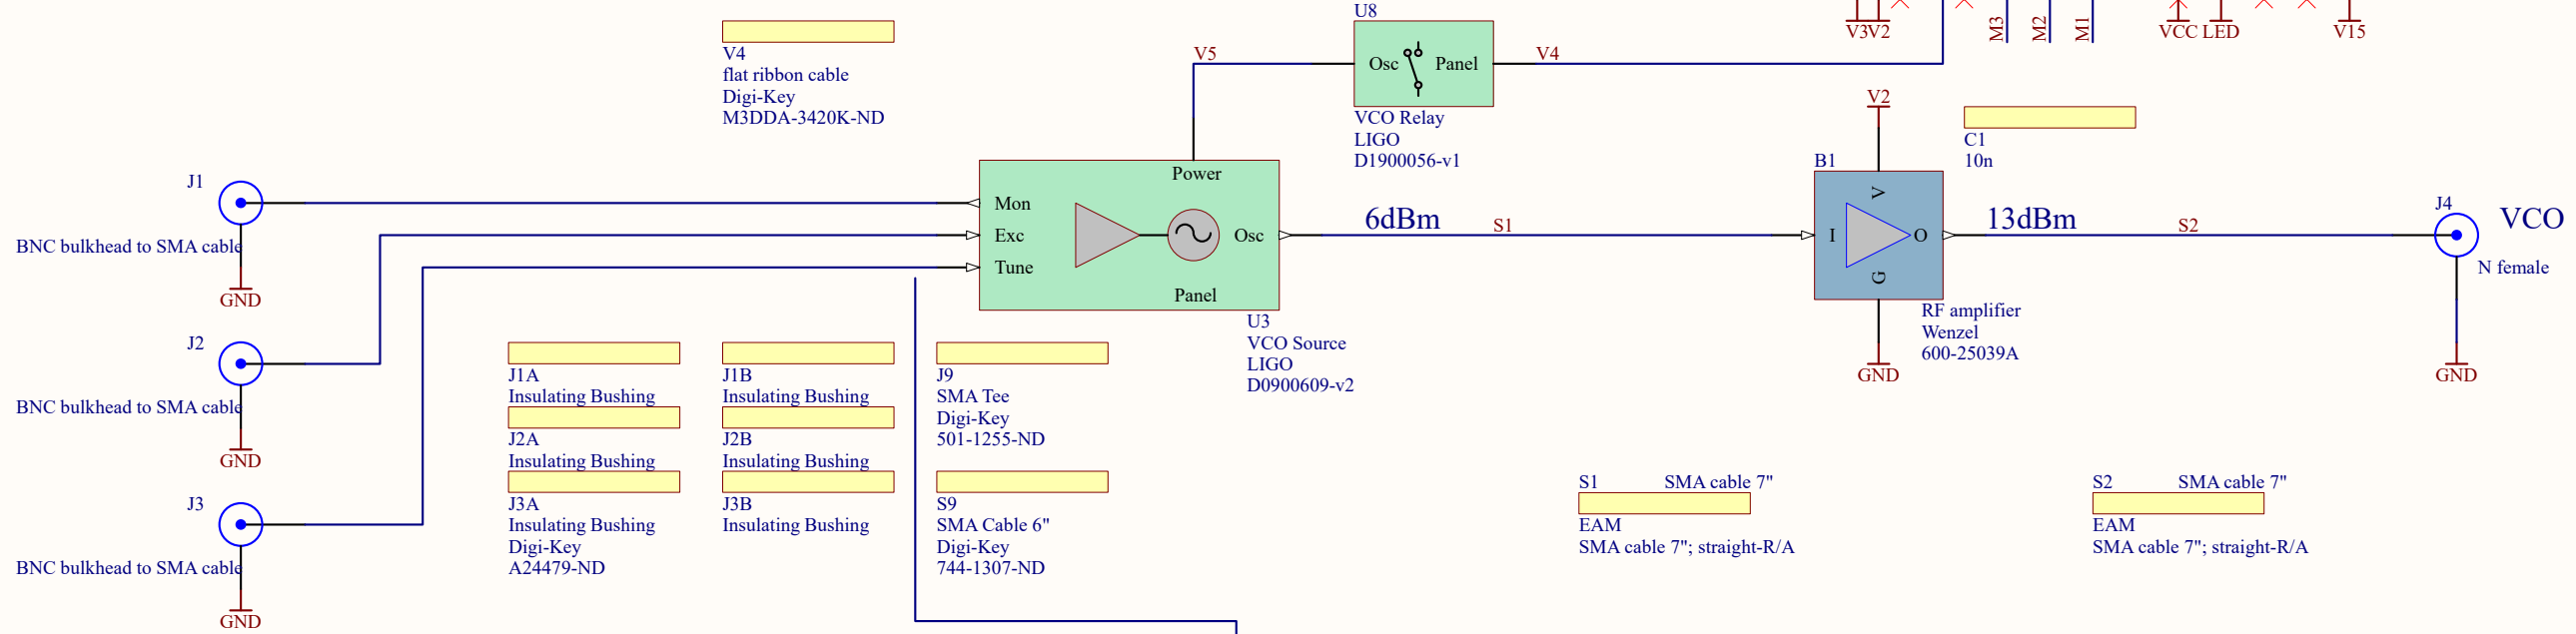 U8
V3
V2
M3
M2
M1
VCC
LED
V15
V4
flat ribbon cable
Digi-Key
M3DDA-3420K-ND
V5
Osc
Panel
V4
VCO Relay
LIGO
D1900056-v1
V2
C1
10n
B1
V
I
O
G
RF amplifier
Wenzel
600-25039A
GND
J1
BNC bulkhead to SMA cable
GND
Power
Mon
Exc
Tune
Osc
Panel
U3
VCO Source
LIGO
D0900609-v2
6dBm
S1
13dBm
S2
J4
VCO
N female
GND
J2
BNC bulkhead to SMA cable
GND
J3
BNC bulkhead to SMA cable
GND
J1A
Insulating Bushing
J2A
Insulating Bushing
J3A
Insulating Bushing
Digi-Key
A24479-ND
J1B
Insulating Bushing
J2B
Insulating Bushing
J3B
Insulating Bushing
J9
SMA Tee
Digi-Key
501-1255-ND
S9
SMA Cable 6"
Digi-Key
744-1307-ND
S1 SMA cable 7"
EAM
SMA cable 7"; straight-R/A
S2 SMA cable 7"
EAM
SMA cable 7"; straight-R/A